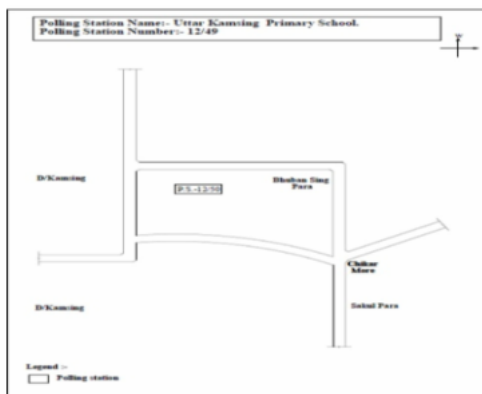 Polling Station Name:- Uttar Kamsing Primary School.
Polling Station Number:- 12/49
D/Kamsing
P.S.-12/50
Bhuban Sing
Para
Chikar
More
D/Kamsing
Sakul Para
Legend :-
Polling station